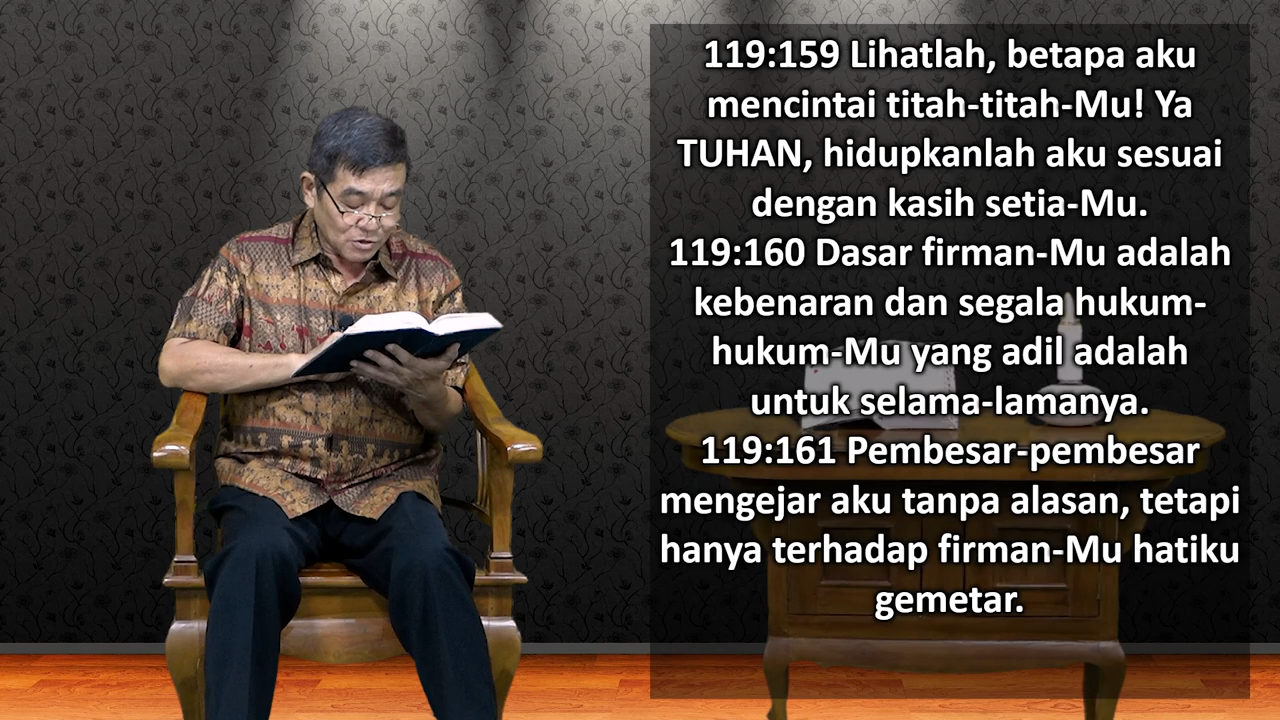 119:159 Lihatlah, betapa aku
mencintai titah-titah-Mu! Ya
TUHAN, hidupkanlah aku sesuai
dengan kasih setia-Mu.
119:160 Dasar firman-Mu adalah
kebenaran dan segala hukum-
hukum-Mu yang adil adalah
untuk selama-lamanya.
119:161 Pembesar-pembesar
mengejar aku tanpa alasan, tetapi
hanya terhadap firman-Mu hatiku
gemetar.